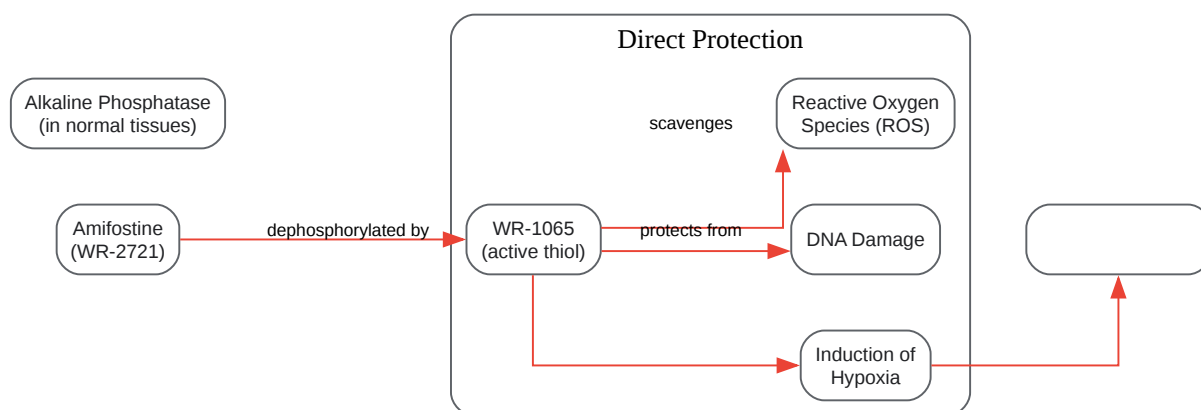 Direct Protection
Alkaline Phosphatase
(in normal tissues)
Reactive Oxygen
Species (ROS)
scavenges
Amifostine
(WR-2721)
dephosphorylated by
WR-1065
(active thiol)
protects from
DNA Damage
Induction of
Hypoxia